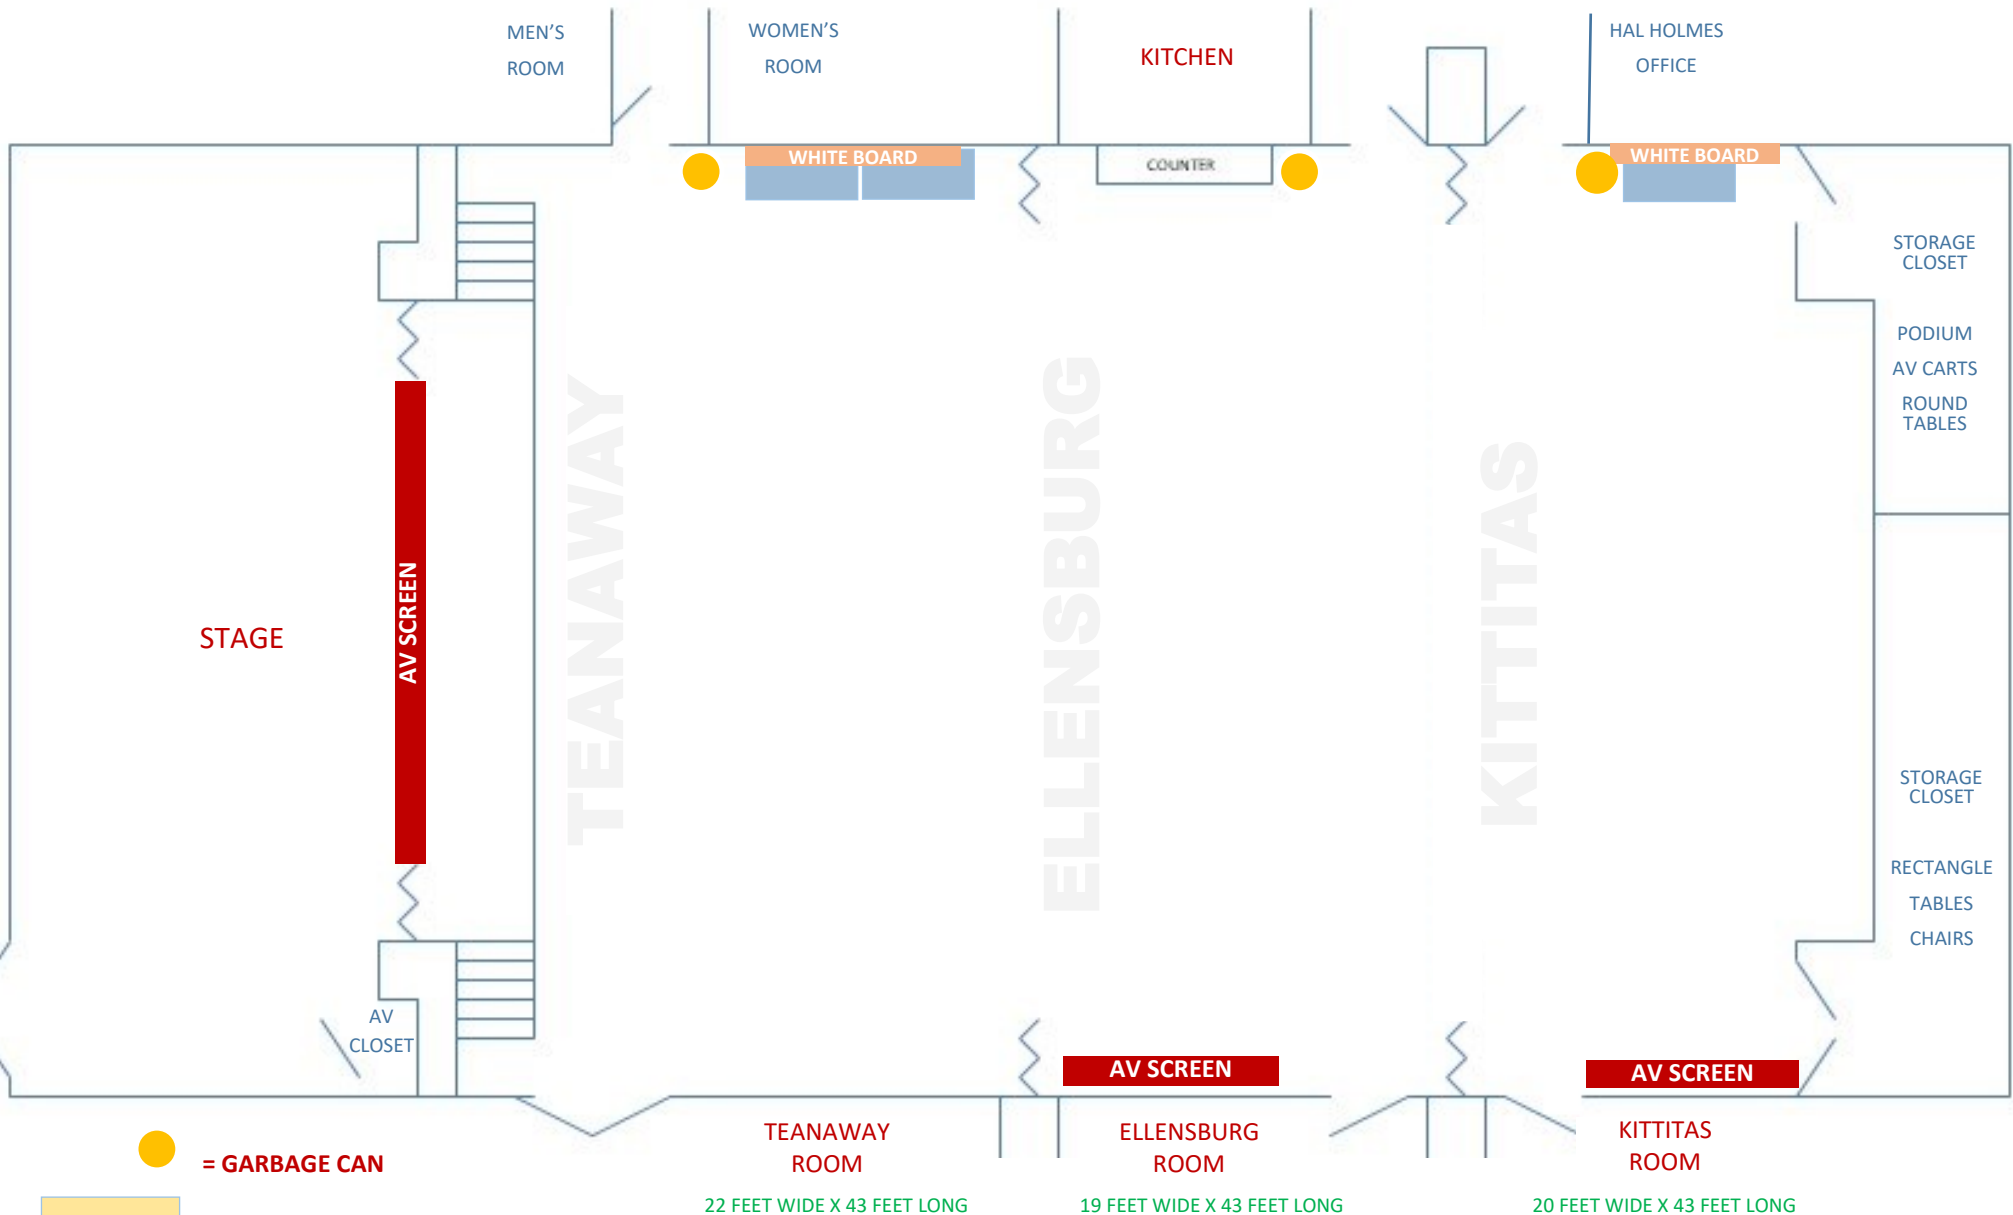 MEN'S
ROOM
WOMEN'S
ROOM
KITCHEN
HAL HOLMES
OFFICE
WHITE BOARD
COUNTER
WHITE BOARD
STORAGE
CLOSET
PODIUM
AV CARTS
ROUND
TABLES
STAGE
AV SCREEN
TEANAWAY
ELLENSBURG
KITTITAS
STORAGE
CLOSET
RECTANGLE
TABLES
CHAIRS
AV
CLOSET
AV SCREEN
AV SCREEN
TEANAWAY
ROOM
22 FEET WIDE X 43 FEET LONG
ELLENSBURG
ROOM
19 FEET WIDE X 43 FEET LONG
KITTITAS
ROOM
20 FEET WIDE X 43 FEET LONG
= GARBAGE CAN